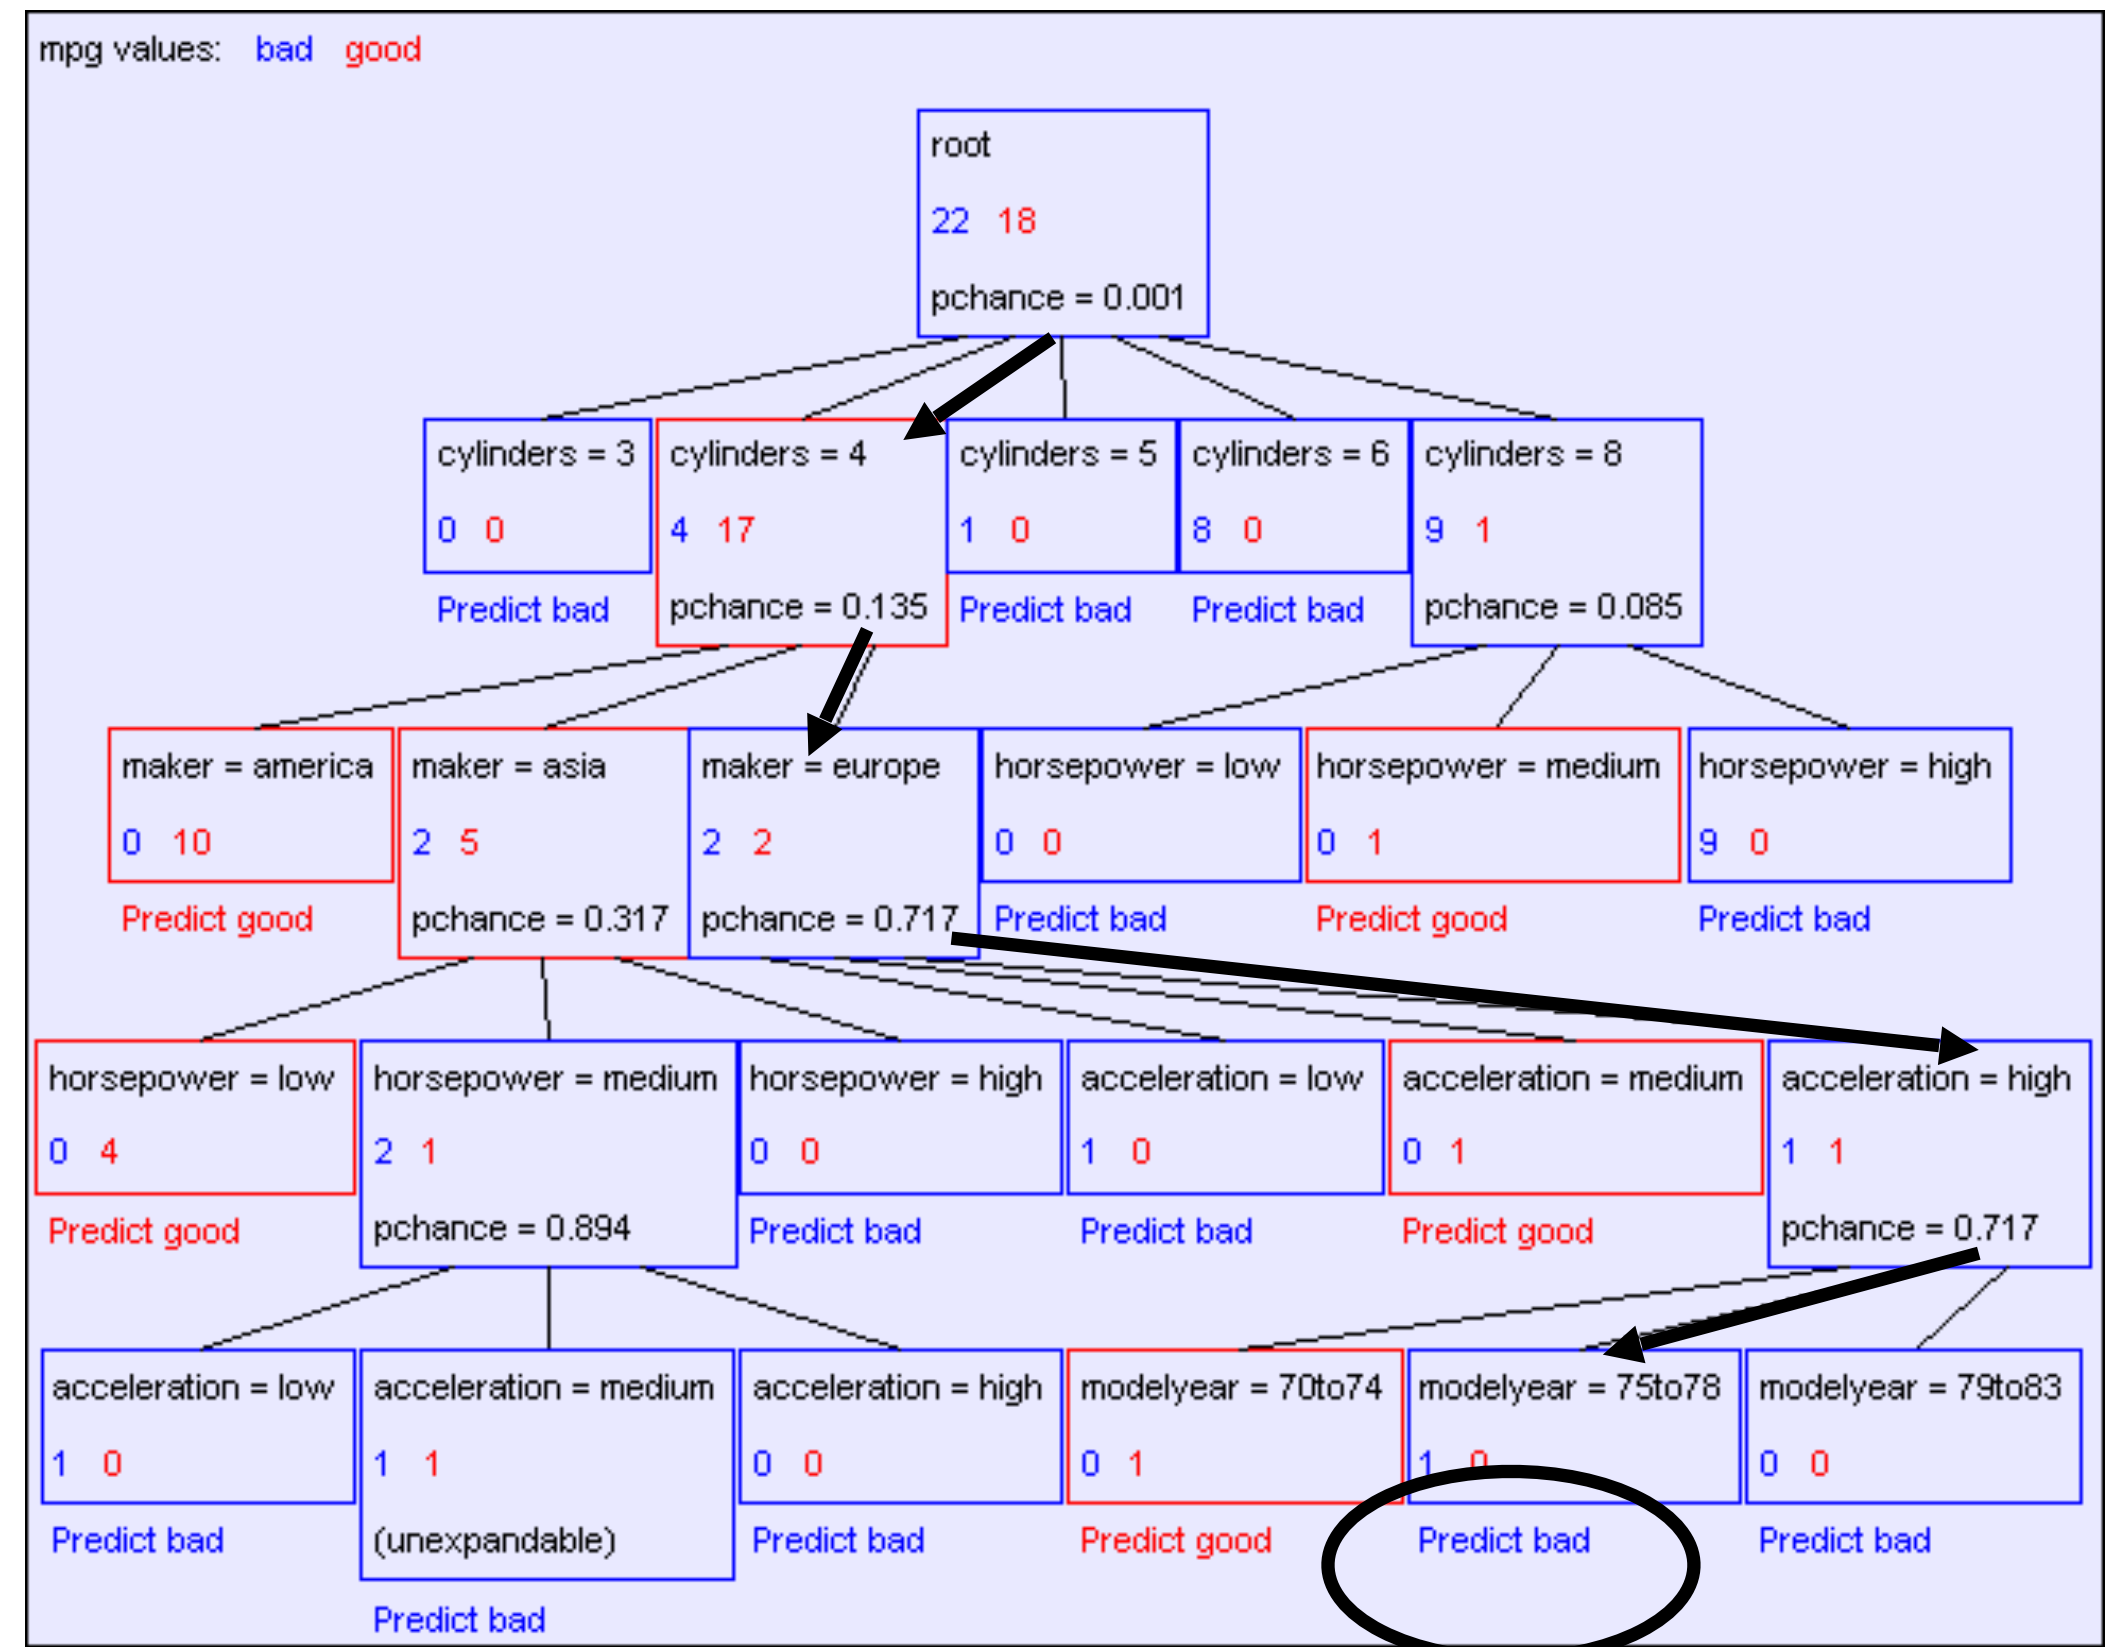 mpg values: bad good
root
22 18
pchance = 0.001
cylinders = 3 cylinders = 4 cylinders = 5 cylinders = 6 cylinders = 8
0 0 4 17 1 0 8 0 9 1
Predict bad pchance = 0.135 Predict bad Predict bad pchance = 0.085
maker = america maker = asia maker = europe horsepower = low horsepower = medium horsepower = high
0 10 2 5 2 2 0 0 0 1 9 0
Predict good pchance = 0.317 pchance = 0.717 Predict bad Predict good Predict bad
horsepower = low horsepower = medium horsepower = high acceleration = low acceleration = medium acceleration = high
0 4 2 1 0 0 1 0 0 1 1 1
Predict good pchance = 0.894 Predict bad Predict bad Predict good pchance = 0.717
acceleration = low acceleration = medium acceleration = high modelyear = 70to74 modelyear = 75to78 modelyear = 79to83
1 0 1 1 0 0 0 1 1 0 0 0
Predict bad (unexpandable) Predict bad Predict good Predict bad Predict bad
Predict bad